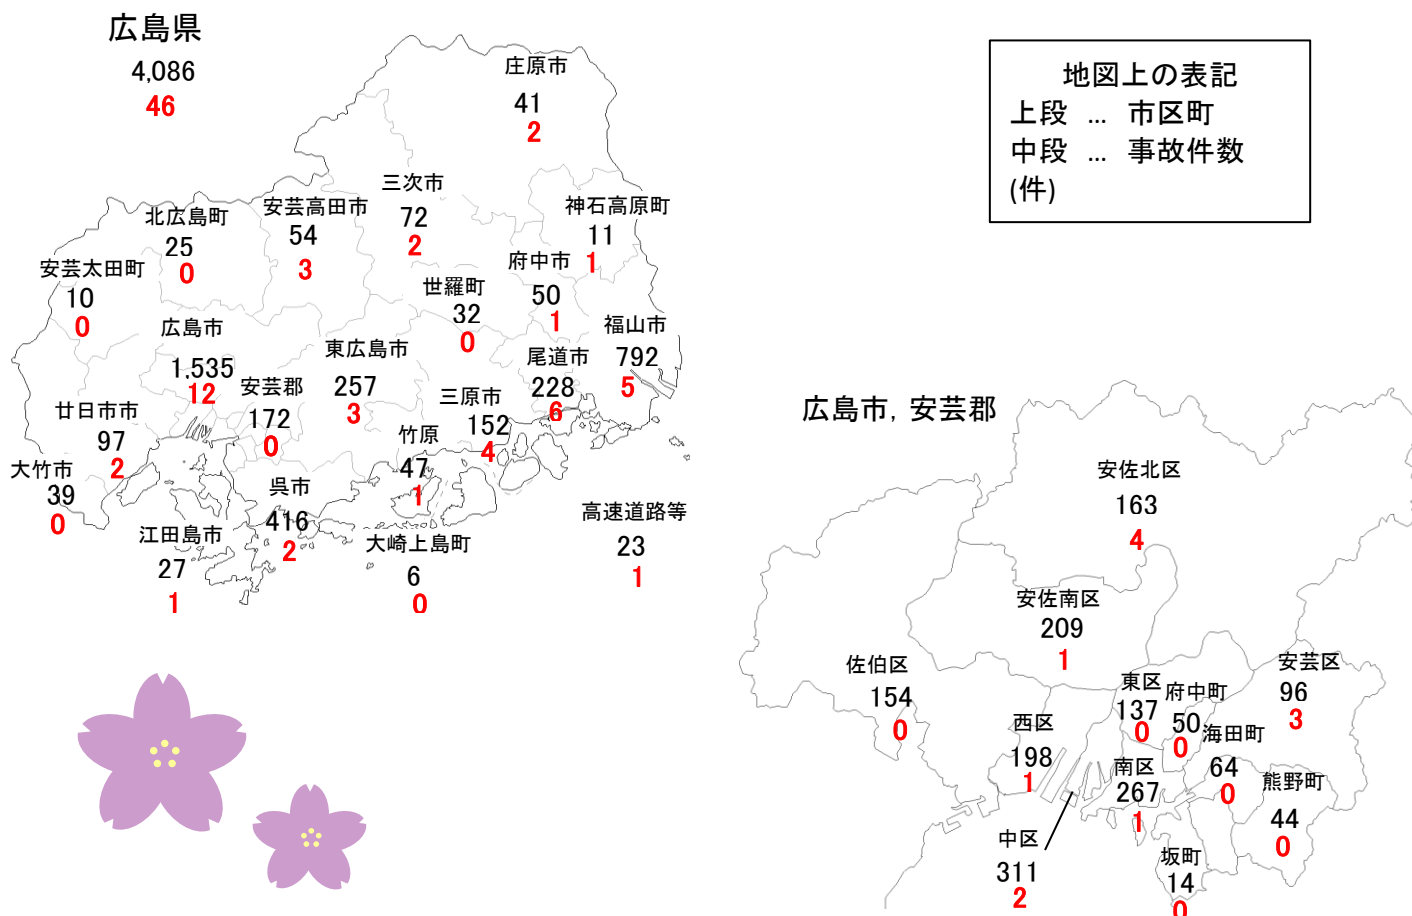 広島県
4,086
46
庄原市
41
2
三次市
72
2
北広島町
25
0
安芸高田市
54
3
神石高原町
11
1
安芸太田町
10
0
府中市
50
1
世羅町
32
0
福山市
792
5
広島市
1,535
12
東広島市
257
3
尾道市
228
6
安芸郡
172
0
三原市
152
4
廿日市市
97
2
竹原
47
1
大竹市
39
0
呉市
416
2
江田島市
27
1
大崎上島町
6
0
高速道路等
23
1
地図上の表記
上段 … 市区町
中段 … 事故件数
(件)
広島市，安芸郡
安佐北区
163
4
安佐南区
209
1
佐伯区
154
0
西区
198
1
東区
137
0
府中町
50
0
安芸区
96
3
海田町
64
0
南区
267
1
熊野町
44
0
中区
311
2
坂町
14
0